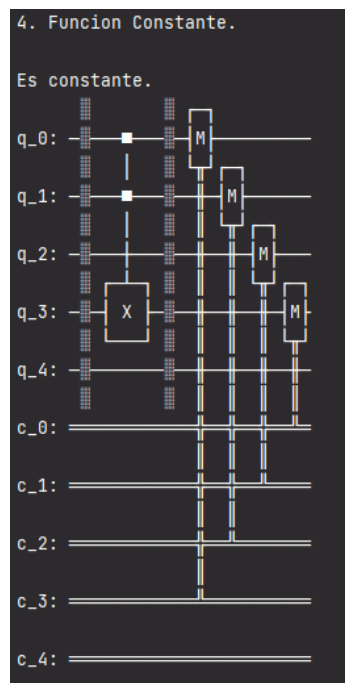 4. Funcion Constante.
Es constante.
q_0: M
q_1: M
q_2: M
q_3: X M
q_4:
c_0:
c_1:
c_2:
c_3:
c_4: